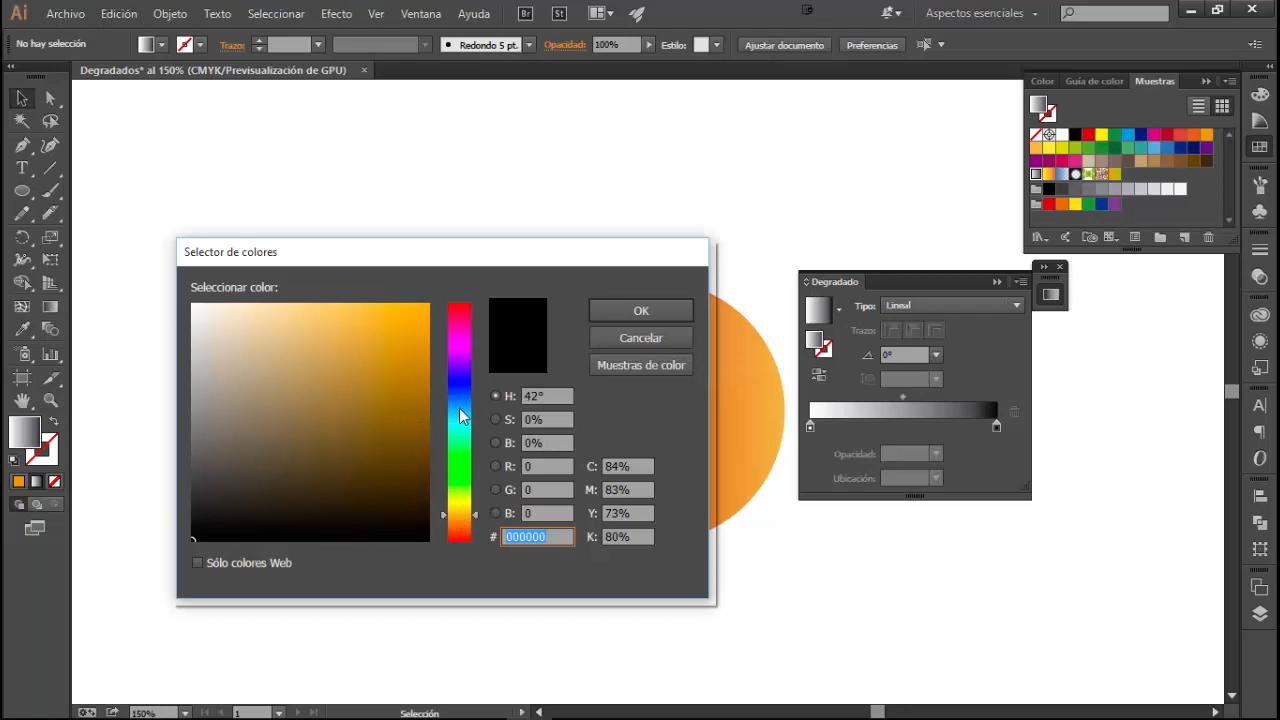 Ai Archivo Edición Objeto Texto Seleccionar Efecto Ver Ventana Ayuda Br St Aspectos esenciales
No hay selección Trazo: Redondo 5 pt. Opacidad: 100% Estilo: Ajustar documento Preferencias
Degradados* al 150% (CMYK/Previsualización de GPU) ×
Color Guía de color Muestras
Selector de colores
Seleccionar color:
OK
Cancelar
Muestras de color
H: 42°
S: 0%
B: 0%
R: 0 C: 84%
G: 0 M: 83%
B: 0 Y: 73%
# 000000 K: 80%
Sólo colores Web
Degradado
Tipo: Lineal
Trazo:
0°
Opacidad:
Ubicación:
150% 1 Selección